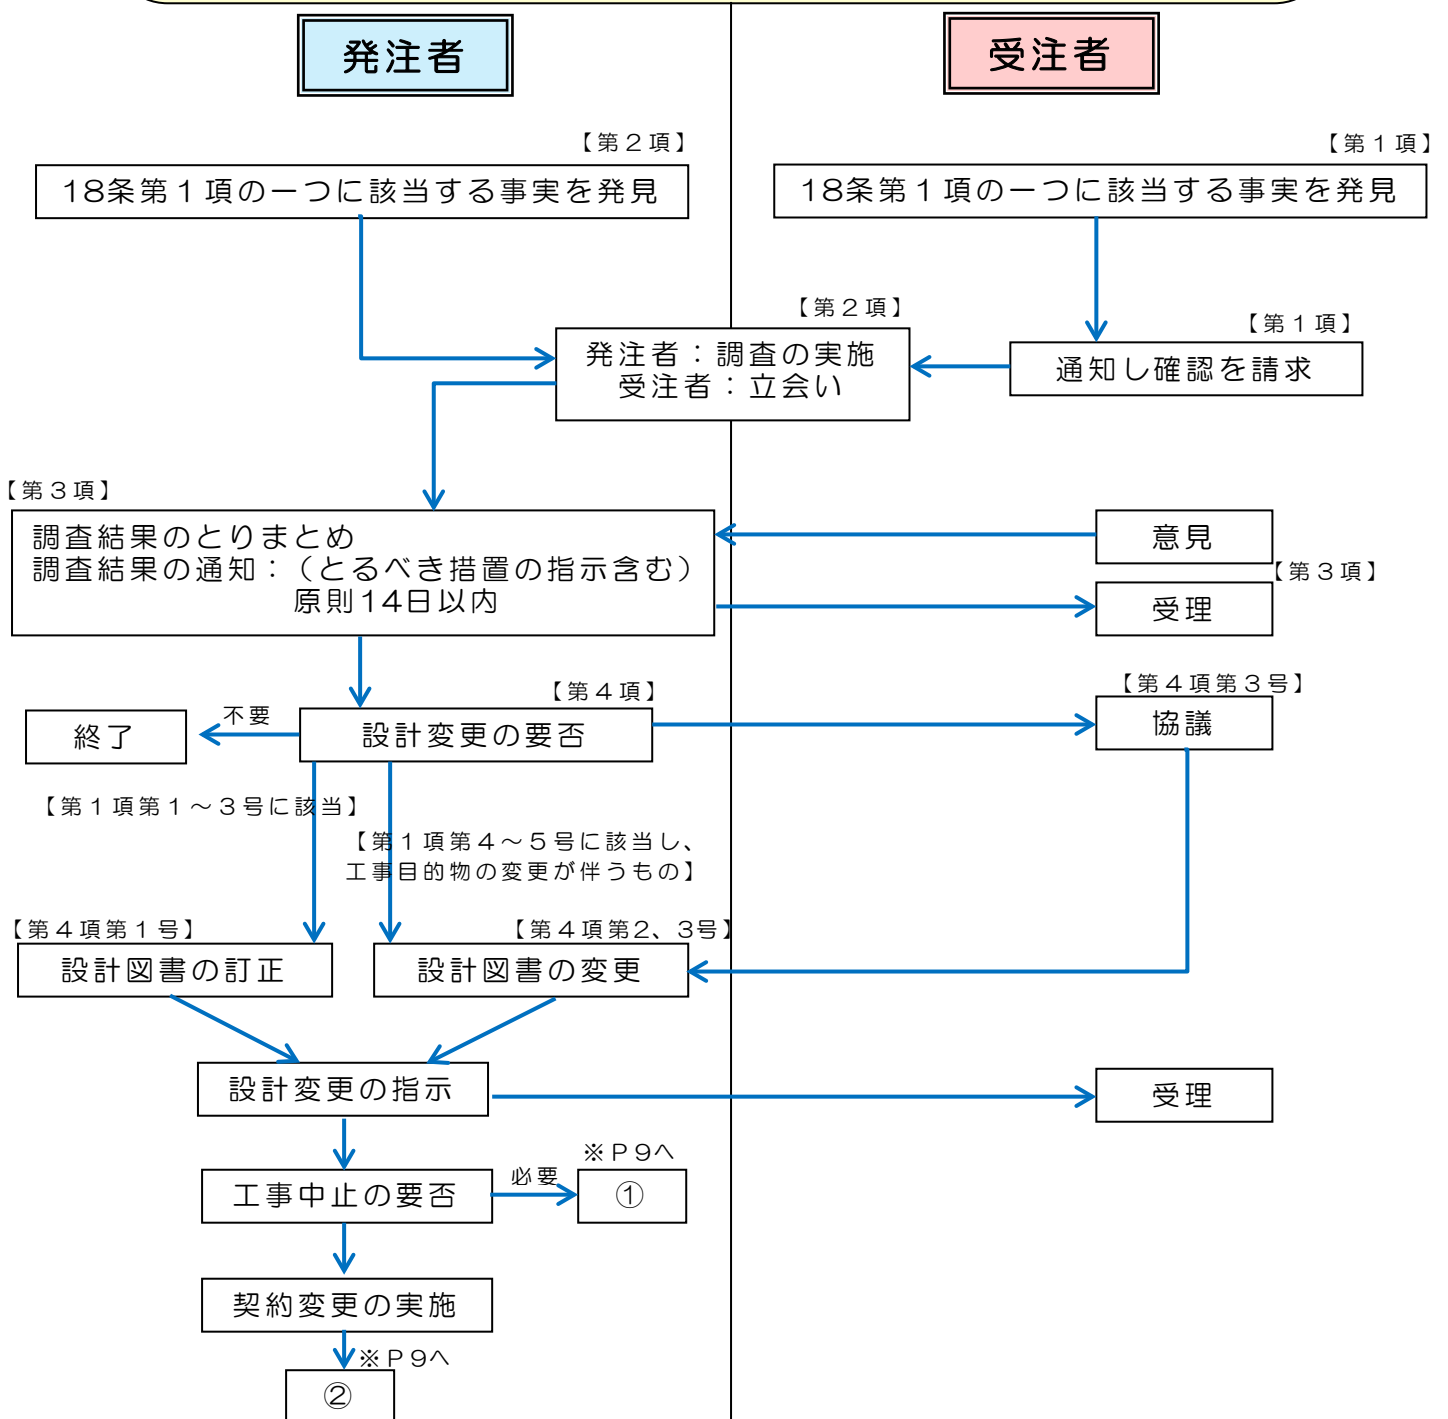 発注者
受注者
【第２項】
【第１項】
18条第１項の一つに該当する事実を発見
18条第１項の一つに該当する事実を発見
【第２項】
【第１項】
発注者：調査の実施
受注者：立会い
通知し確認を請求
【第３項】
調査結果のとりまとめ
調査結果の通知：（とるべき措置の指示含む）
原則14日以内
意見
【第３項】
受理
【第４項】
【第４項第３号】
終了
不要
設計変更の要否
協議
【第１項第１～３号に該当】
【第１項第４～５号に該当し、
工事目的物の変更が伴うもの】
【第４項第１号】
【第４項第2、3号】
設計図書の訂正
設計図書の変更
設計変更の指示
受理
※Ｐ9へ
工事中止の要否
必要
①
契約変更の実施
※Ｐ9へ
②